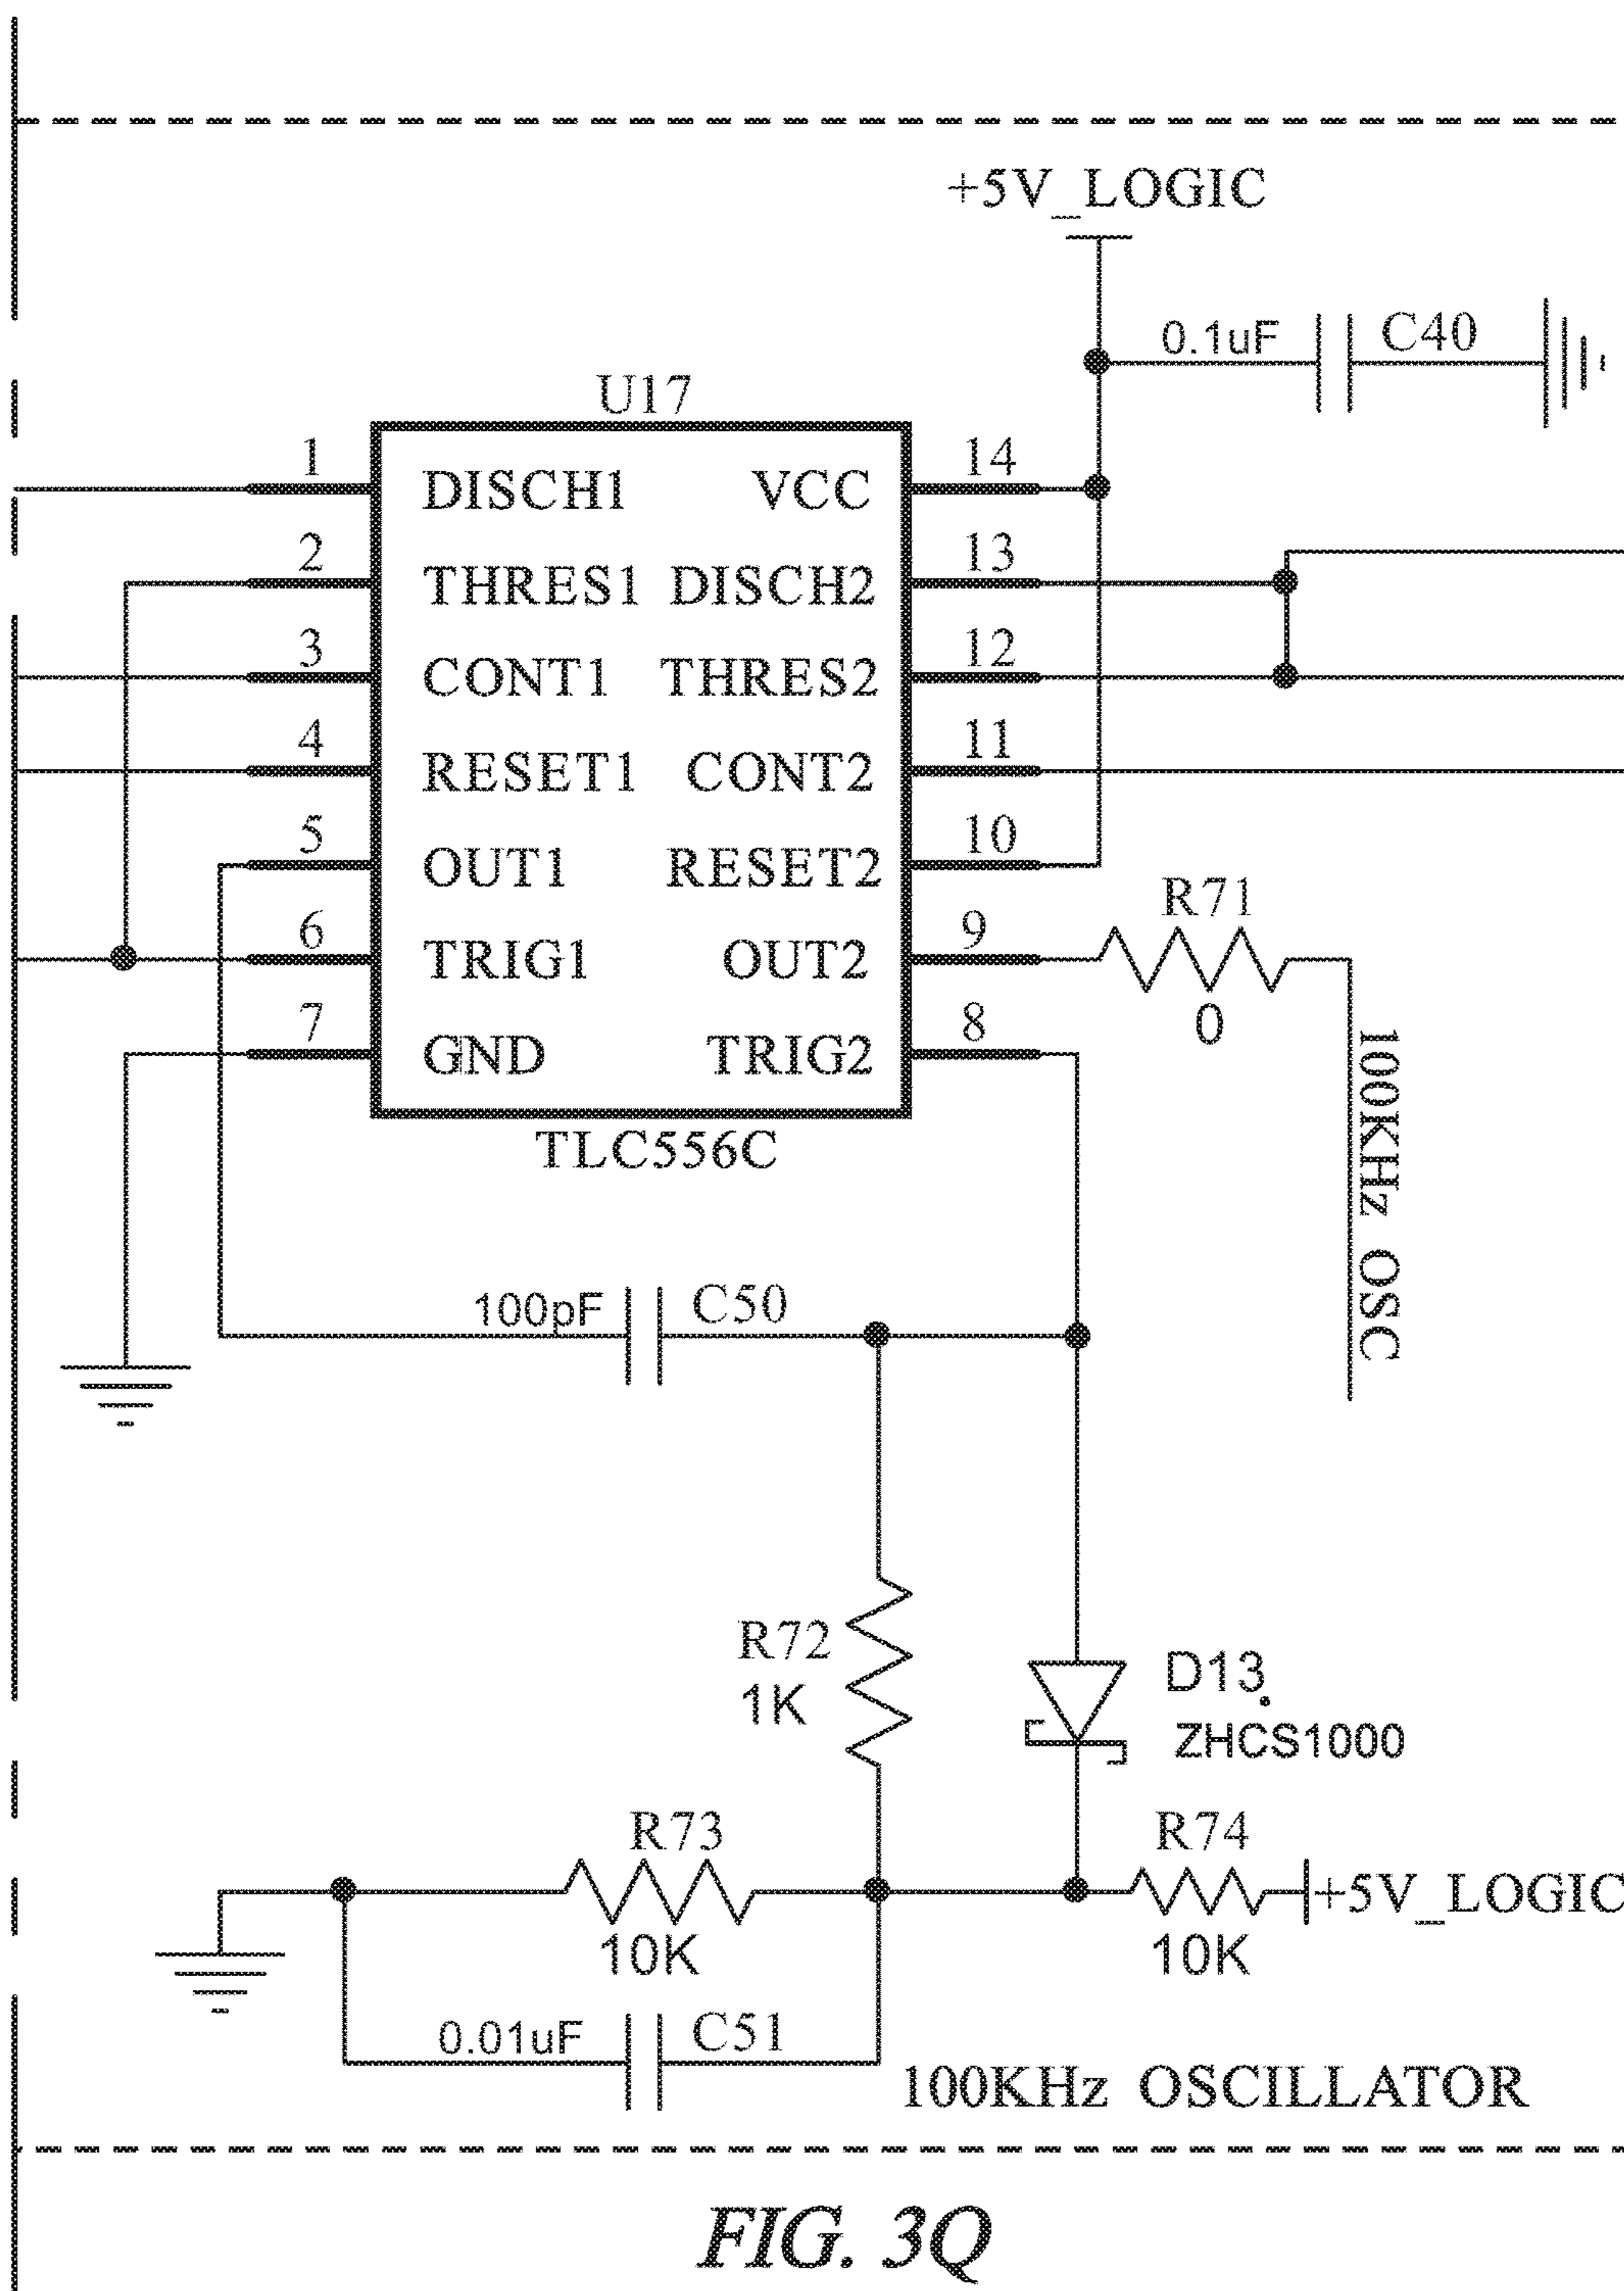 +5V_LOGIC
0.1uF
C40
U17
1
DISCH1
VCC
14
2
THRES1
DISCH2
13
3
CONT1
THRES2
12
4
RESET1
CONT2
11
5
OUT1
RESET2
10
6
TRIG1
OUT2
9
7
GND
TRIG2
8
R71
0
100KHz OSC
TLC556C
100pF
C50
R72
1K
D13
ZHCS1000
R73
10K
R74
10K
+5V_LOGIC
0.01uF
C51
100KHz OSCILLATOR
FIG. 3Q